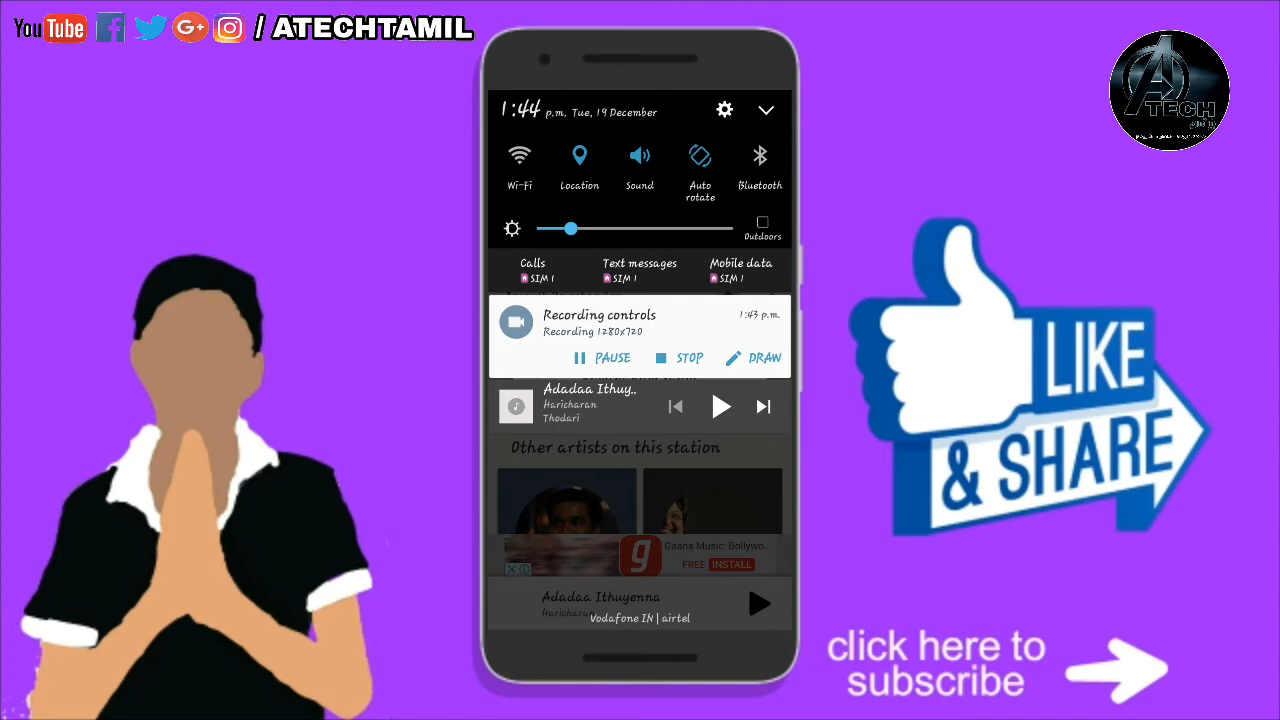 YouTube / ATECHTAMIL
A TECH
1:44 p.m. Tue, 19 December
Wi-Fi Location Sound Auto rotate Bluetooth
Outdoors
Calls Text messages Mobile data
SIM 1 SIM 1 SIM 1
Recording controls 1:43 p.m.
Recording 1280x720
PAUSE STOP DRAW
Adadaa Ithuy..
Haricharan
Thodari
Other artists on this station
Gaana Music: Bollywo...
FREE INSTALL
Adadaa Ithuyenna
Haricharan
Vodafone IN | airtel
LIKE
& SHARE
click here to
subscribe